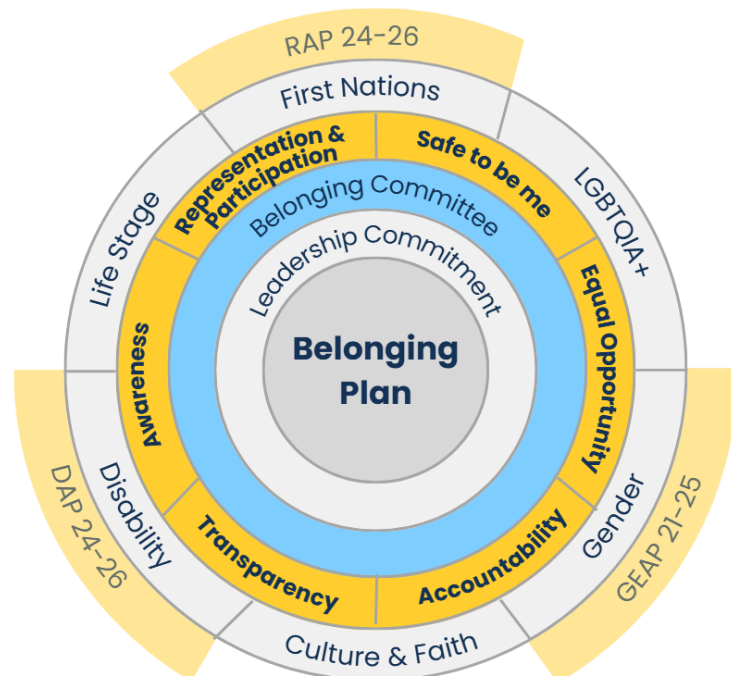 RAP 24-26
First Nations
LGBTQIA+
Gender
GEAP 21-25
Culture & Faith
Disability
DAP 24-26
Life Stage
Representation &
Participation
Safe to be me
Equal Opportunity
Accountability
Transparency
Awareness
Belonging Committee
Leadership Commitment
Belonging
Plan